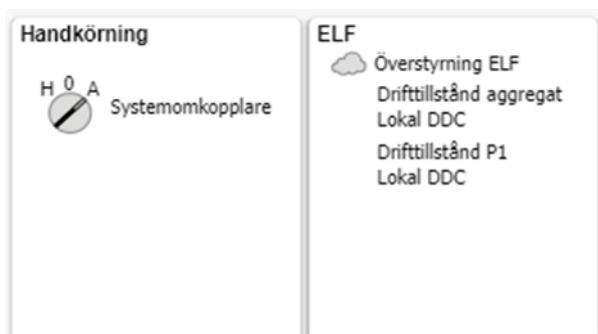 Handkörning
H 0 A
Systemomkopplare
ELF
Överstyrning ELF
Drifttillstånd aggregat
Lokal DDC
Drifttillstånd P1
Lokal DDC